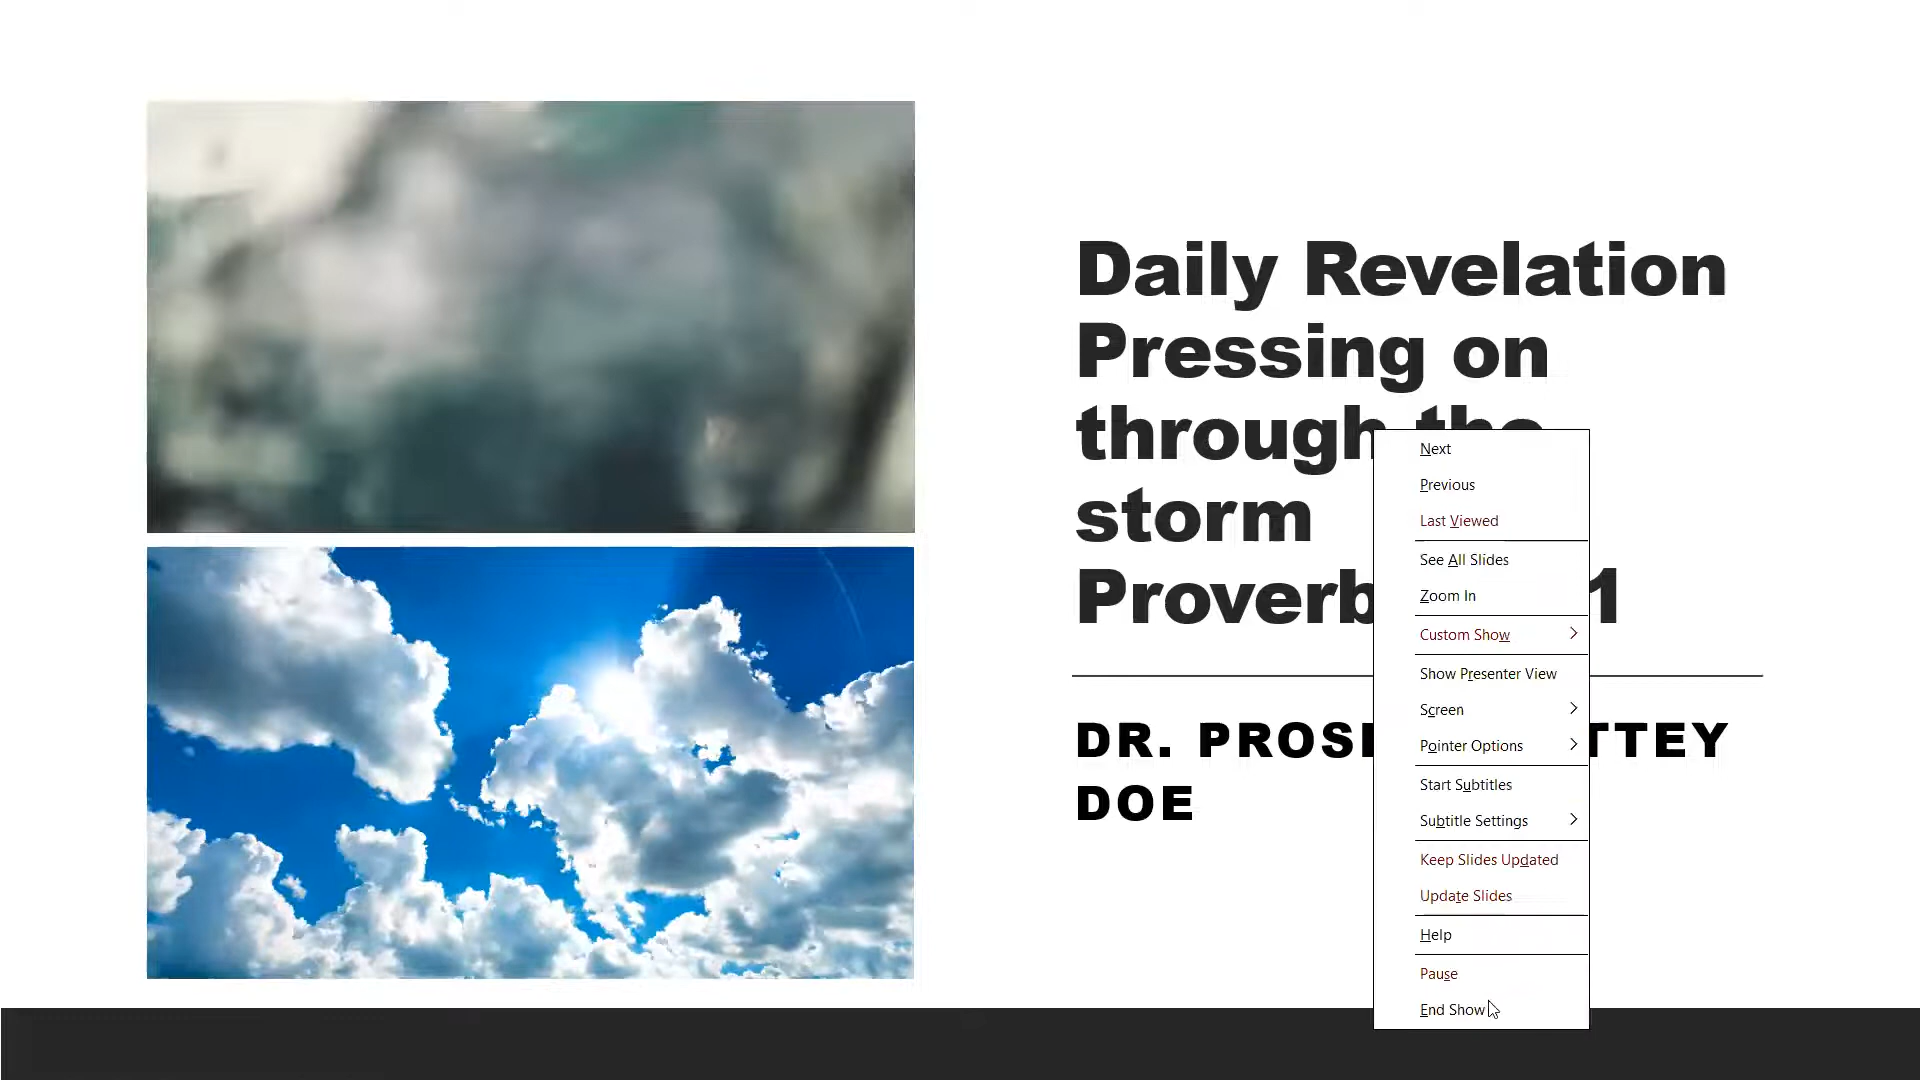 Daily Revelation
Pressing on
through the
storm
Proverb 1
DR. PROS TTEY
DOE
Next
Previous
Last Viewed
See All Slides
Zoom In
Custom Show
Show Presenter View
Screen
Pointer Options
Start Subtitles
Subtitle Settings
Keep Slides Updated
Update Slides
Help
Pause
End Show